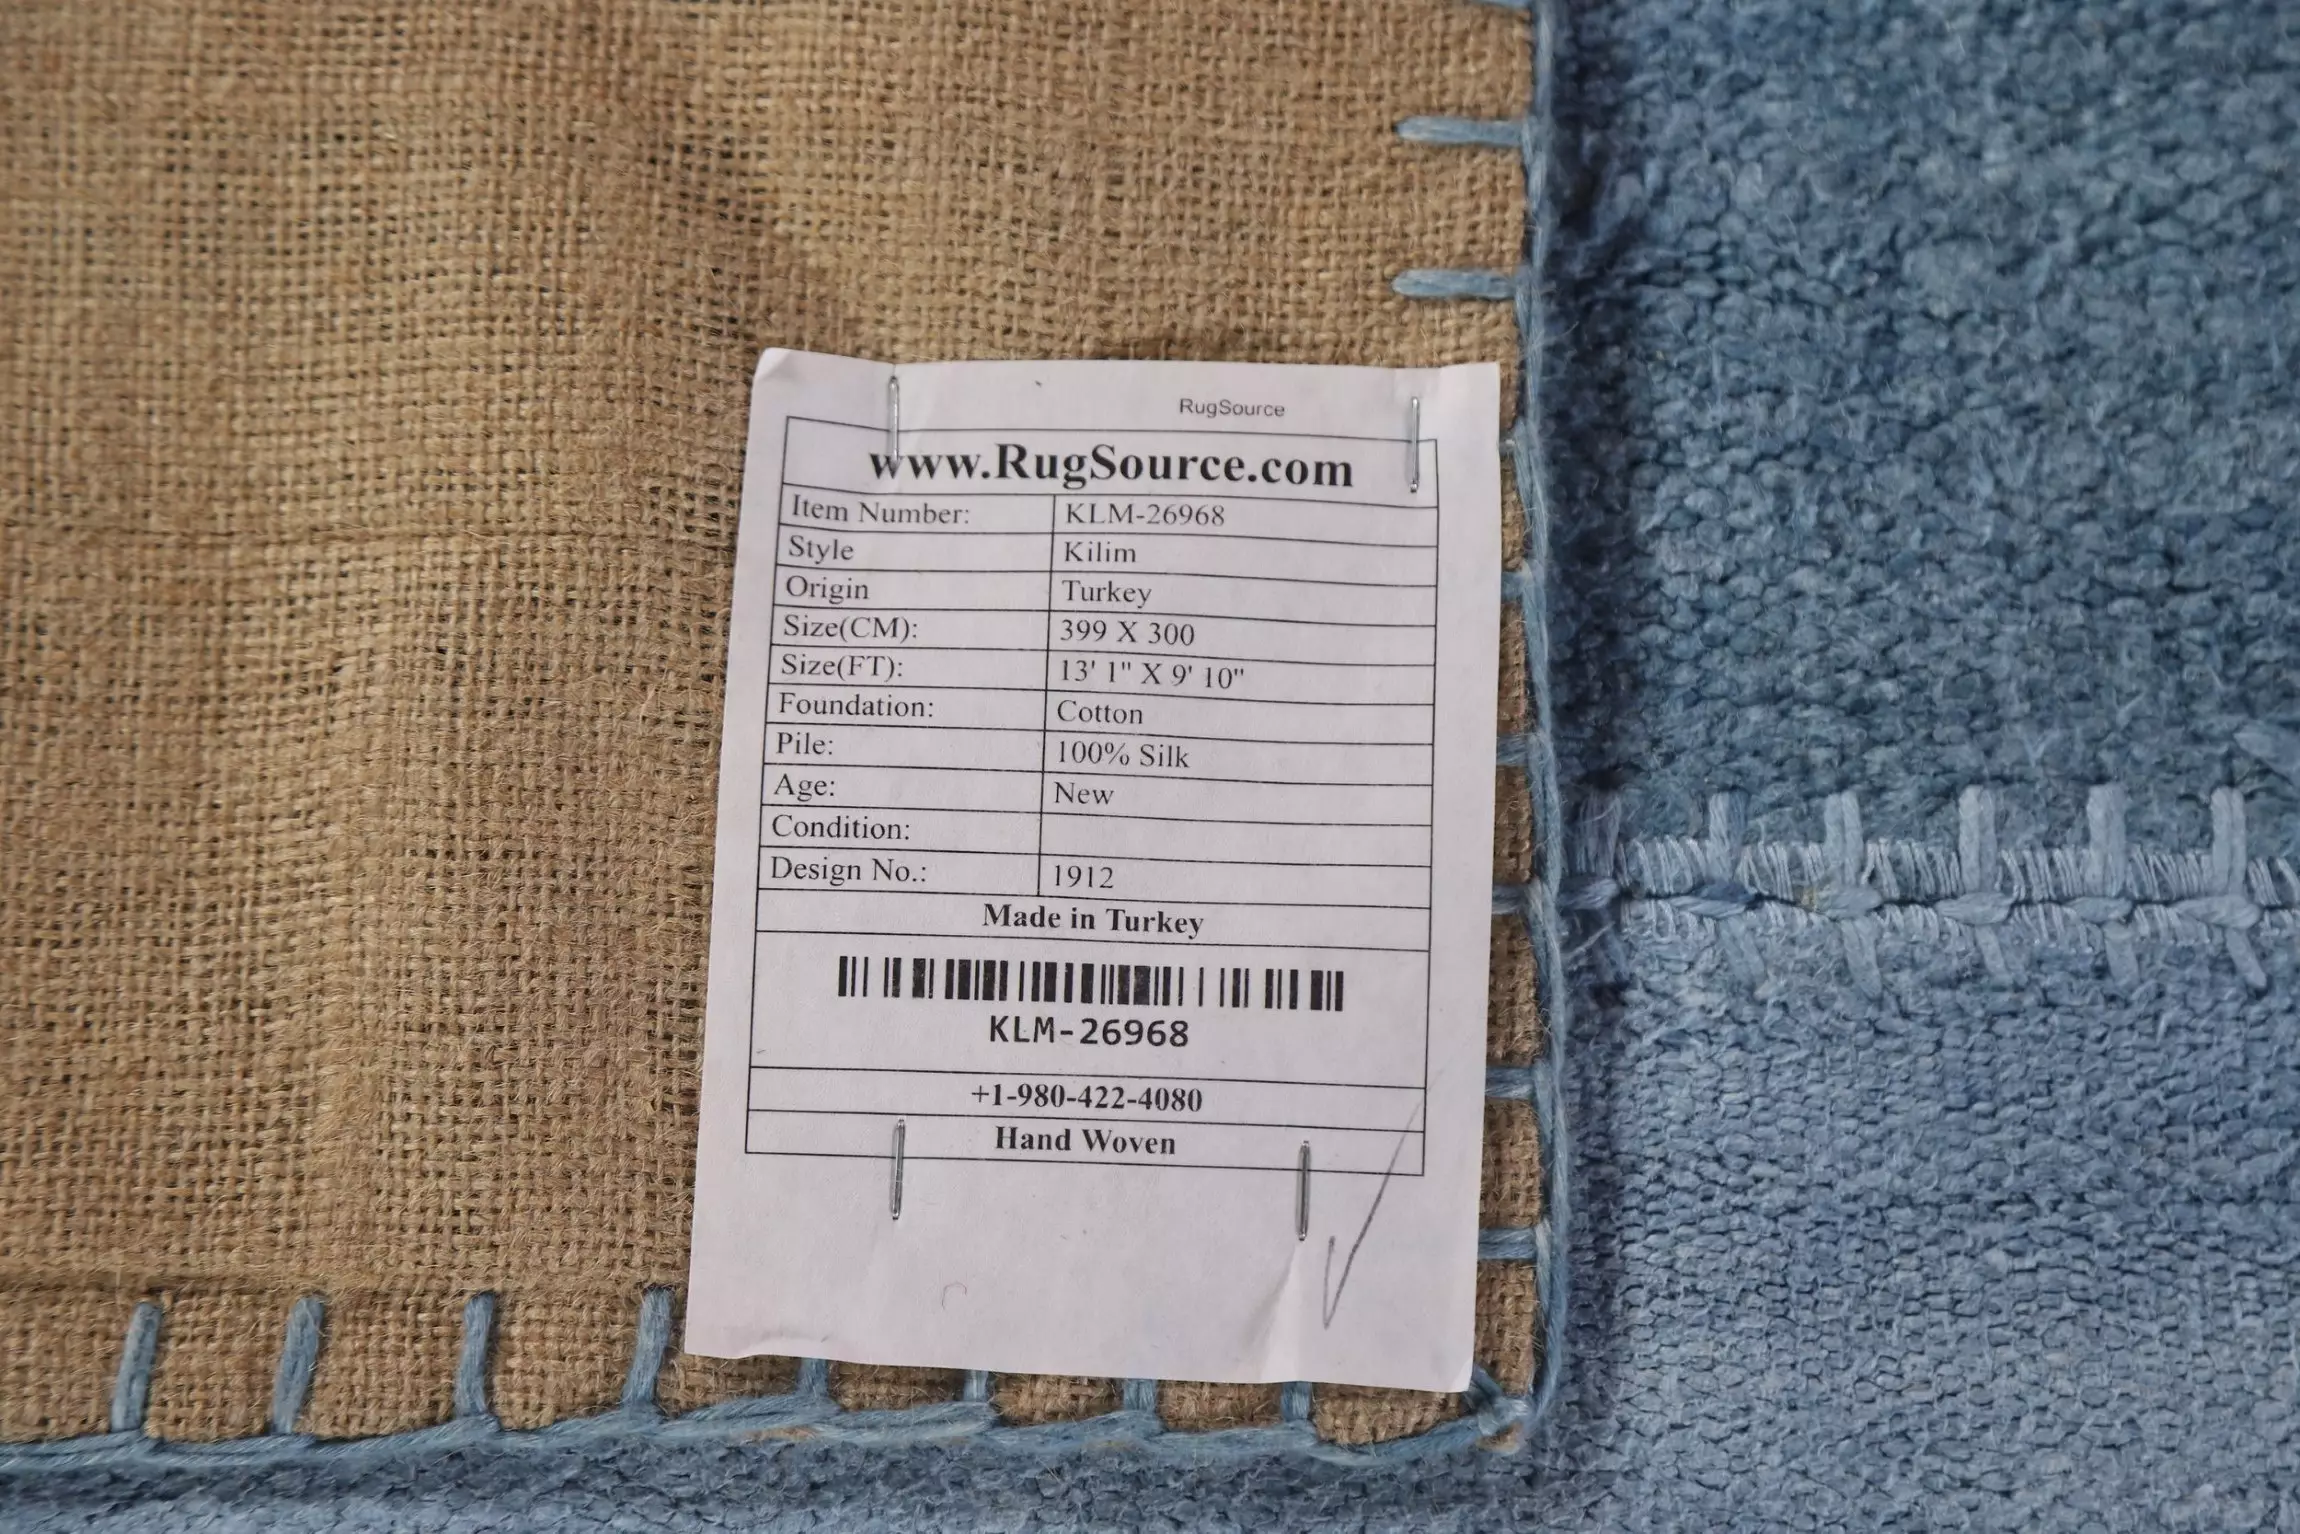 RugSource
www.RugSource.com
Item Number: KLM-26968
Style Kilim
Origin Turkey
Size(CM): 399 X 300
Size(FT): 13' 1" X 9' 10"
Foundation: Cotton
Pile: 100% Silk
Age: New
Condition:
Design No.: 1912
Made in Turkey
KLM-26968
+1-980-422-4080
Hand Woven